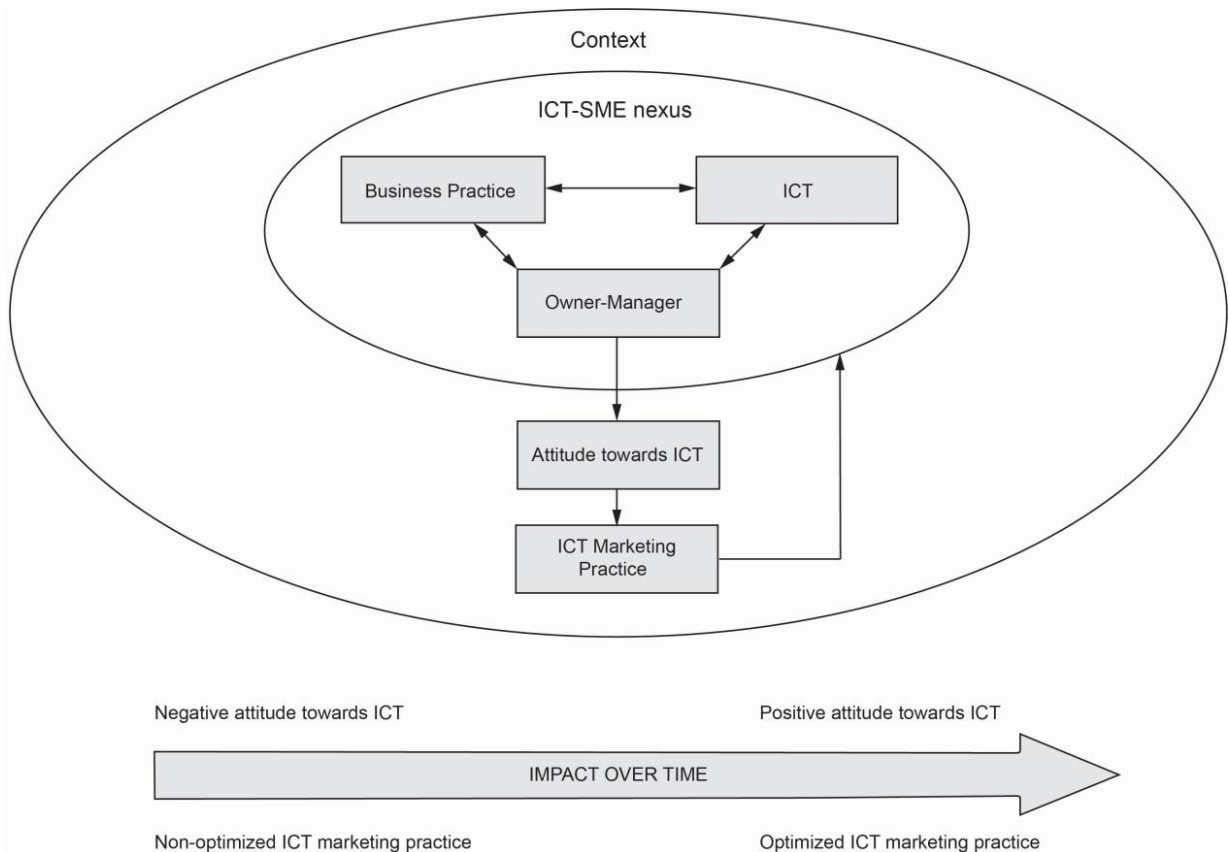 Context
ICT-SME nexus
Business Practice
ICT
Owner-Manager
Attitude towards ICT
ICT Marketing
Practice
Negative attitude towards ICT
Positive attitude towards ICT
IMPACT OVER TIME
Non-optimized ICT marketing practice
Optimized ICT marketing practice